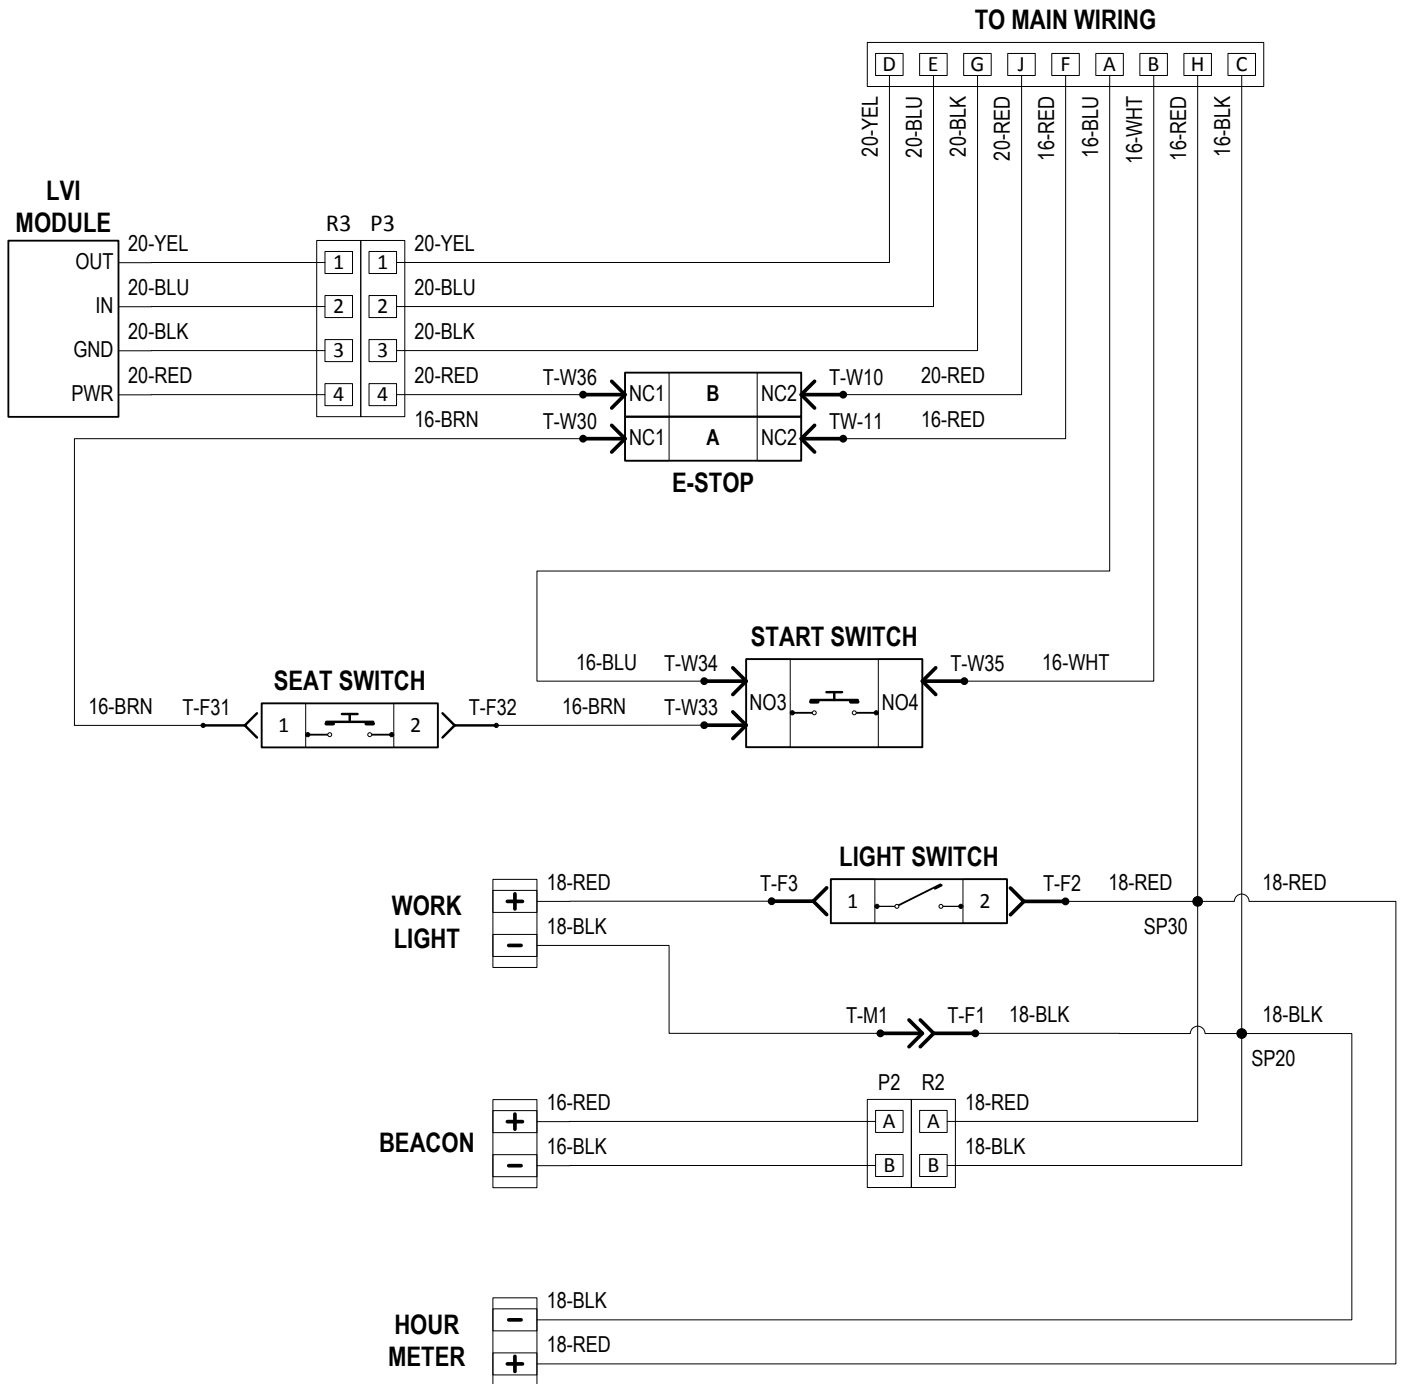 TO MAIN WIRING
D E G J F A B H C
20-YEL 20-BLU 20-BLK 20-RED 16-RED 16-BLU 16-WHT 16-RED 16-BLK
LVI
MODULE
R3 P3
OUT 20-YEL 1 1 20-YEL
IN 20-BLU 2 2 20-BLU
GND 20-BLK 3 3 20-BLK
PWR 20-RED 4 4 20-RED T-W36 NC1 B NC2 T-W10 20-RED
16-BRN T-W30 NC1 A NC2 TW-11 16-RED
E-STOP
START SWITCH
16-BLU T-W34 NO3 NO4 T-W35 16-WHT
SEAT SWITCH
16-BRN T-F31 1 2 T-F32 16-BRN T-W33
LIGHT SWITCH
WORK
LIGHT
+ 18-RED T-F3 1 2 T-F2 18-RED 18-RED
SP30
- 18-BLK
T-M1 T-F1 18-BLK 18-BLK
SP20
P2 R2
BEACON
+ 16-RED A A 18-RED
- 16-BLK B B 18-BLK
HOUR
METER
- 18-BLK
+ 18-RED